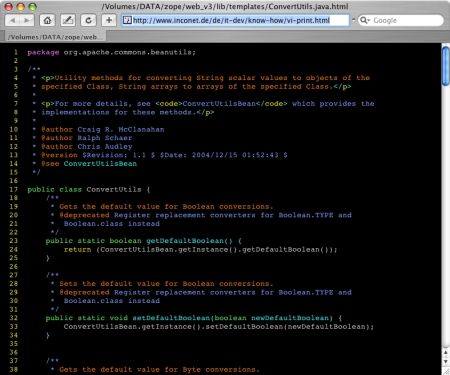 /Volumes/DATA/zope/web_v3/lib/templates/ConvertUtils.java.html
http://www.inconet.de/de/it-dev/know-how/vi-print.html
Google
/Volumes/DATA/zope/web...
1 package org.apache.commons.beanutils;
2
3 /**
4 * <p>Utility methods for converting String scalar values to objects of the
5 * specified Class, String arrays to arrays of the specified Class.</p>
6 *
7 * <p>For more details, see <code>ConvertUtilsBean</code> which provides the
8 * implementations for these methods.</p>
9 *
10 * @author Craig R. McClanahan
11 * @author Ralph Schaer
12 * @author Chris Audley
13 * @version $Revision: 1.1 $ $Date: 2004/12/15 01:52:43 $
14 * @see ConvertUtilsBean
15 */
16
17 public class ConvertUtils {
18 /**
19 * Gets the default value for Boolean conversions.
20 * @deprecated Register replacement converters for Boolean.TYPE and
21 * Boolean.class instead
22 */
23 public static boolean getDefaultBoolean() {
24 return (ConvertUtilsBean.getInstance().getDefaultBoolean());
25 }
26
27 /**
28 * Sets the default value for Boolean conversions.
29 * @deprecated Register replacement converters for Boolean.TYPE and
30 * Boolean.class instead
31 */
32 public static void setDefaultBoolean(boolean newDefaultBoolean) {
33 ConvertUtilsBean.getInstance().setDefaultBoolean(newDefaultBoolean);
34 }
35
36
37 /**
38 * Gets the default value for Byte conversions.